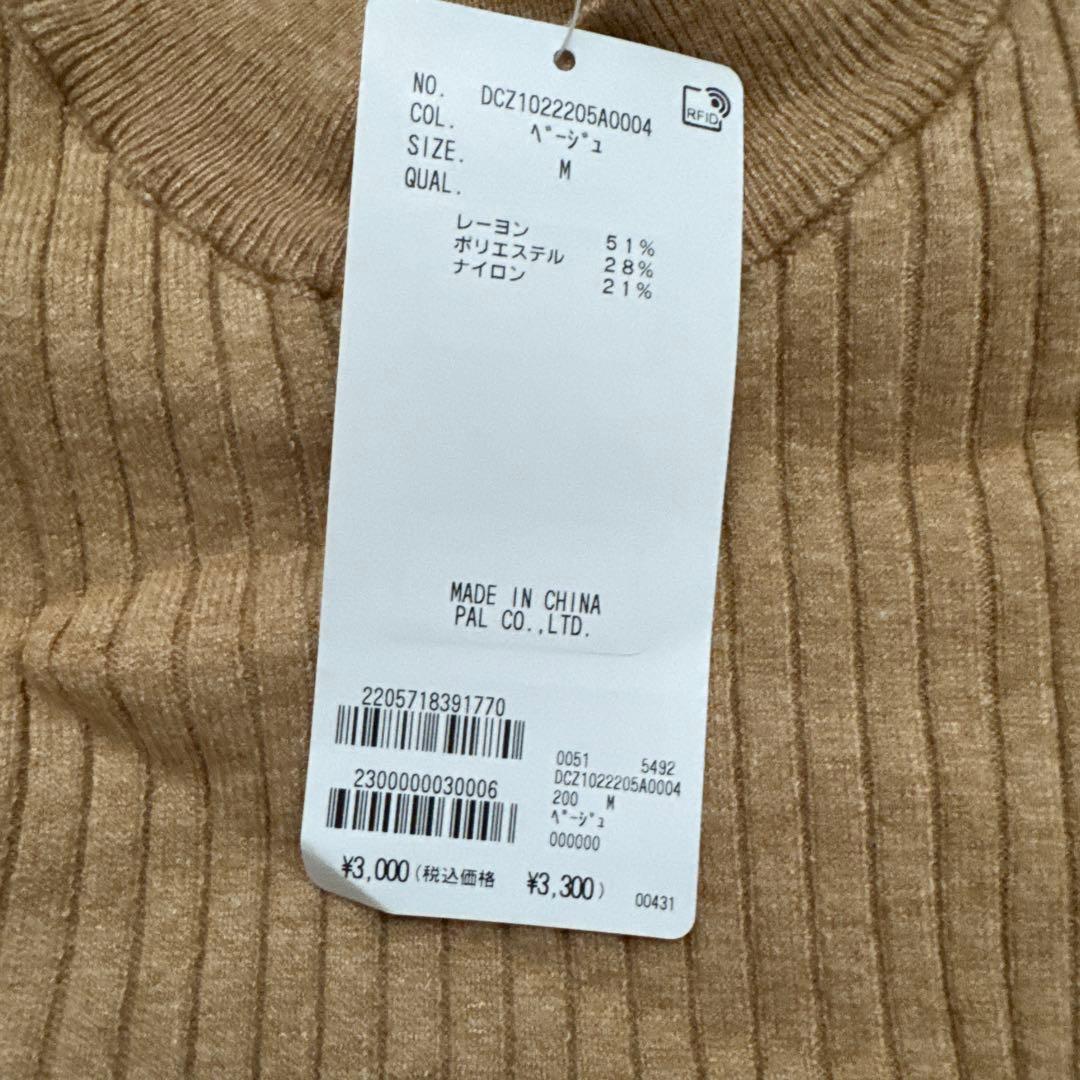 NO. DCZ1022205A0004
RFID
COL. ﾍﾞｰｼﾞｭ
SIZE. M
QUAL.
レーヨン 51%
ポリエステル 28%
ナイロン 21%
MADE IN CHINA
PAL CO.,LTD.
2205718391770
2300000030006
0051 5492
DCZ1022205A0004
200 M
ﾍﾞｰｼﾞｭ
000000
¥3,000(税込価格 ¥3,300)
00431